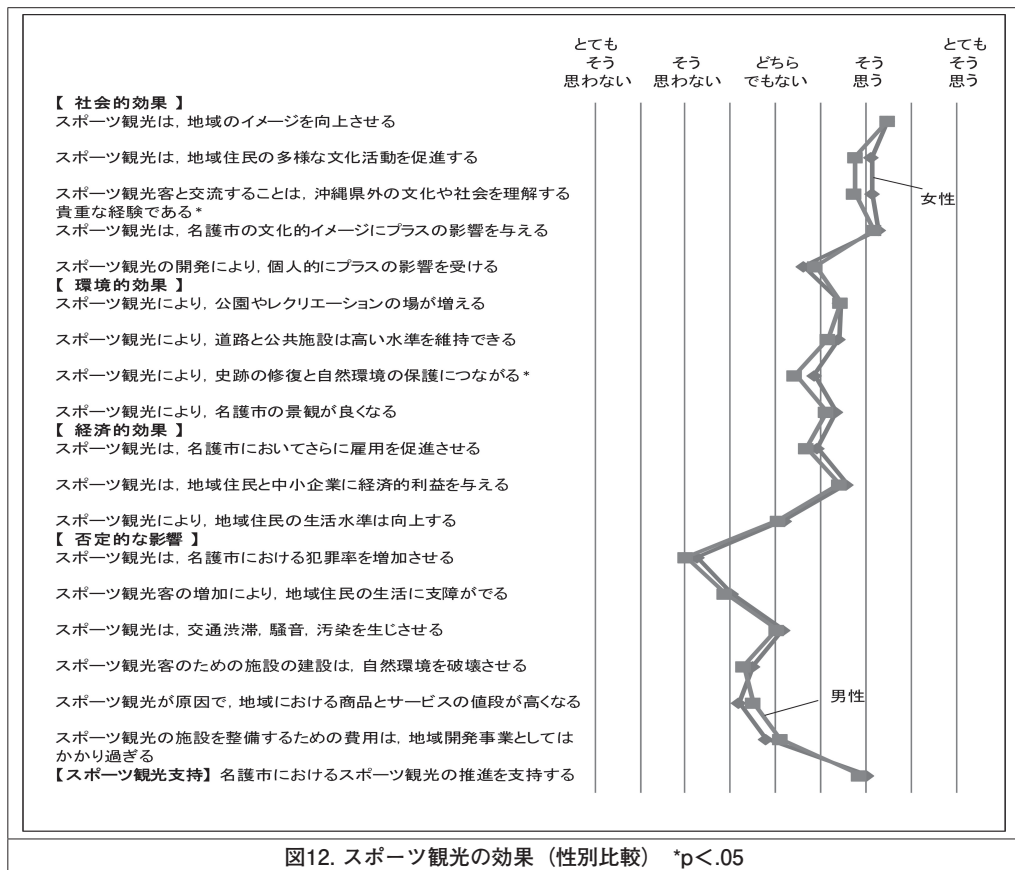 とても
そう
思わない
そう
思わない
どちら
でもない
そう
思う
とても
そう
思う
【 社会的効果 】
スポーツ観光は，地域のイメージを向上させる
スポーツ観光は，地域住民の多様な文化活動を促進する
スポーツ観光客と交流することは，沖縄県外の文化や社会を理解する
貴重な経験である*
スポーツ観光は，名護市の文化的イメージにプラスの影響を与える
スポーツ観光の開発により，個人的にプラスの影響を受ける
【 環境的効果 】
スポーツ観光により，公園やレクリエーションの場が増える
スポーツ観光により，道路と公共施設は高い水準を維持できる
スポーツ観光により，史跡の修復と自然環境の保護につながる*
スポーツ観光により，名護市の景観が良くなる
【 経済的効果 】
スポーツ観光は，名護市においてさらに雇用を促進させる
スポーツ観光は，地域住民と中小企業に経済的利益を与える
スポーツ観光により，地域住民の生活水準は向上する
【 否定的な影響 】
スポーツ観光は，名護市における犯罪率を増加させる
スポーツ観光客の増加により，地域住民の生活に支障がでる
スポーツ観光は，交通渋滞，騒音，汚染を生じさせる
スポーツ観光客のための施設の建設は，自然環境を破壊させる
スポーツ観光が原因で，地域における商品とサービスの値段が高くなる
スポーツ観光の施設を整備するための費用は，地域開発事業としては
かかり過ぎる
【スポーツ観光支持】 名護市におけるスポーツ観光の推進を支持する
女性
男性
図12. スポーツ観光の効果（性別比較） *p＜.05